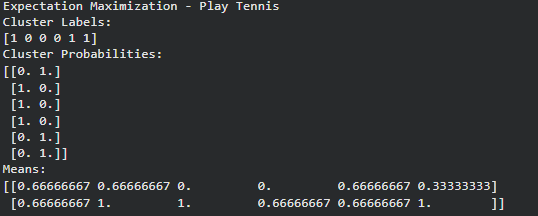 Expectation Maximization - Play Tennis
Cluster Labels:
[1 0 0 0 1 1]
Cluster Probabilities:
[[0. 1.]
 [1. 0.]
 [1. 0.]
 [1. 0.]
 [0. 1.]
 [0. 1.]]
Means:
[[0.66666667 0.66666667 0.         0.         0.66666667 0.33333333]
 [0.66666667 1.         1.         0.66666667 0.66666667 1.        ]]